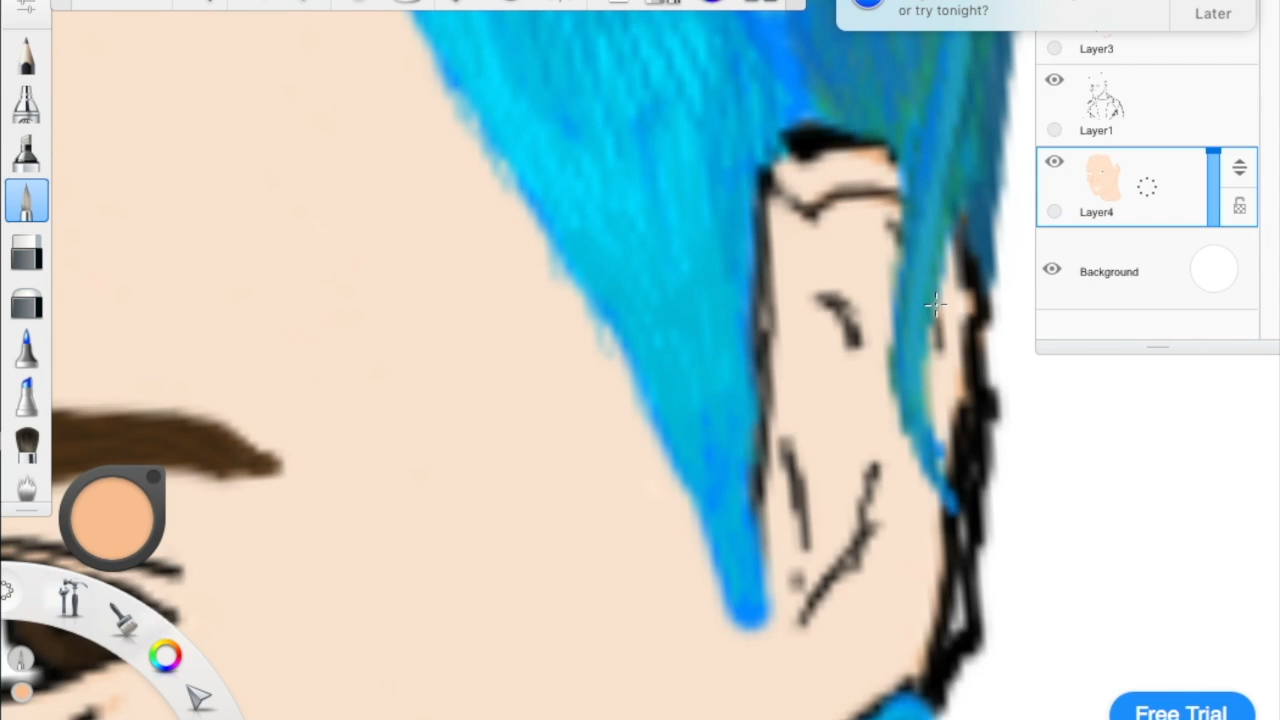 or try tonight?
Later
Layer3
Layer1
Layer4
Background
Free Trial